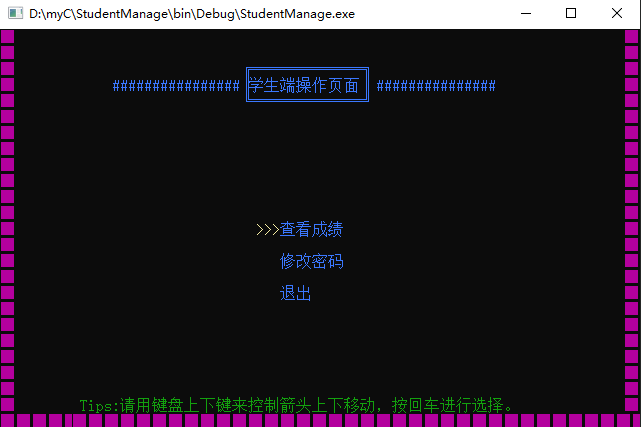 D:\myC\StudentManage\bin\Debug\StudentManage.exe
################ 学生端操作页面 ###############
>>>查看成绩
修改密码
退出
Tips:请用键盘上下键来控制箭头上下移动，按回车进行选择。